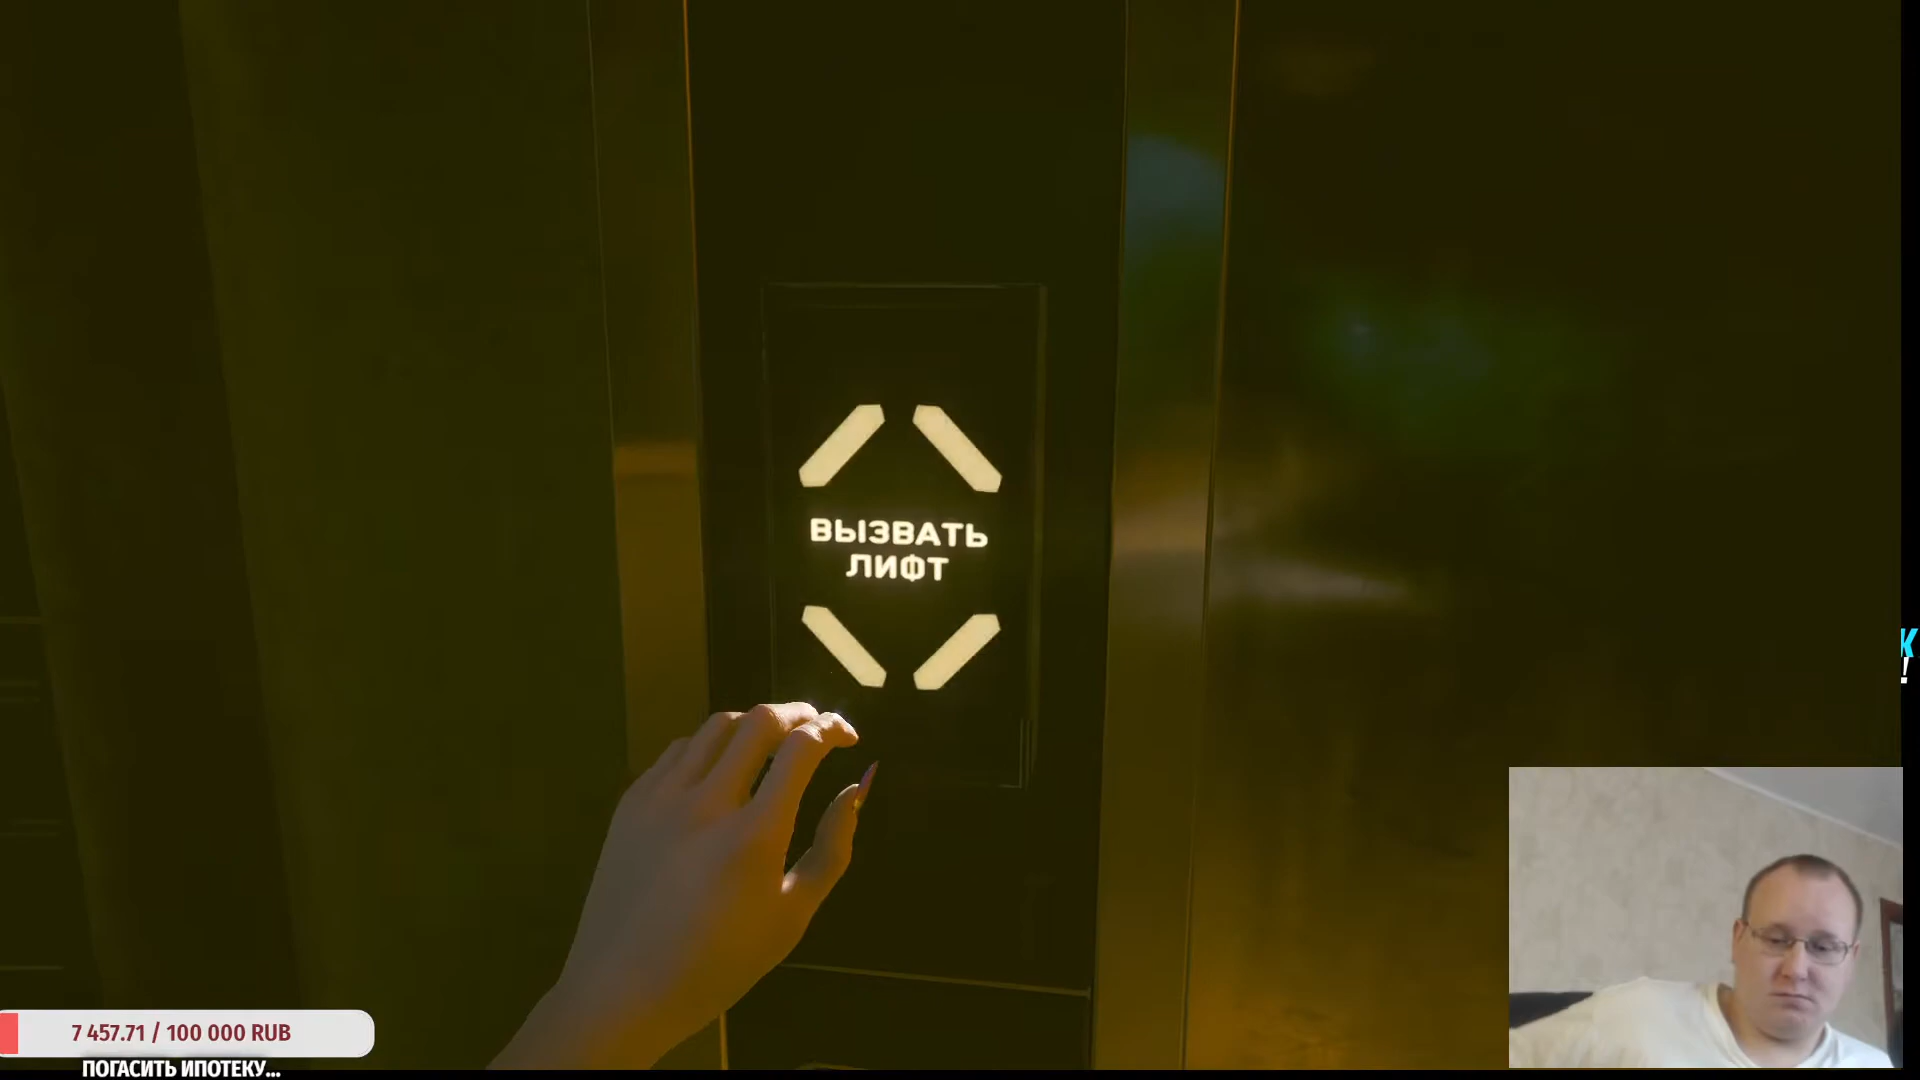 ВЫЗВАТЬ
ЛИФТ
К
!
7 457.71 / 100 000 RUB
ПОГАСИТЬ ИПОТЕКУ...